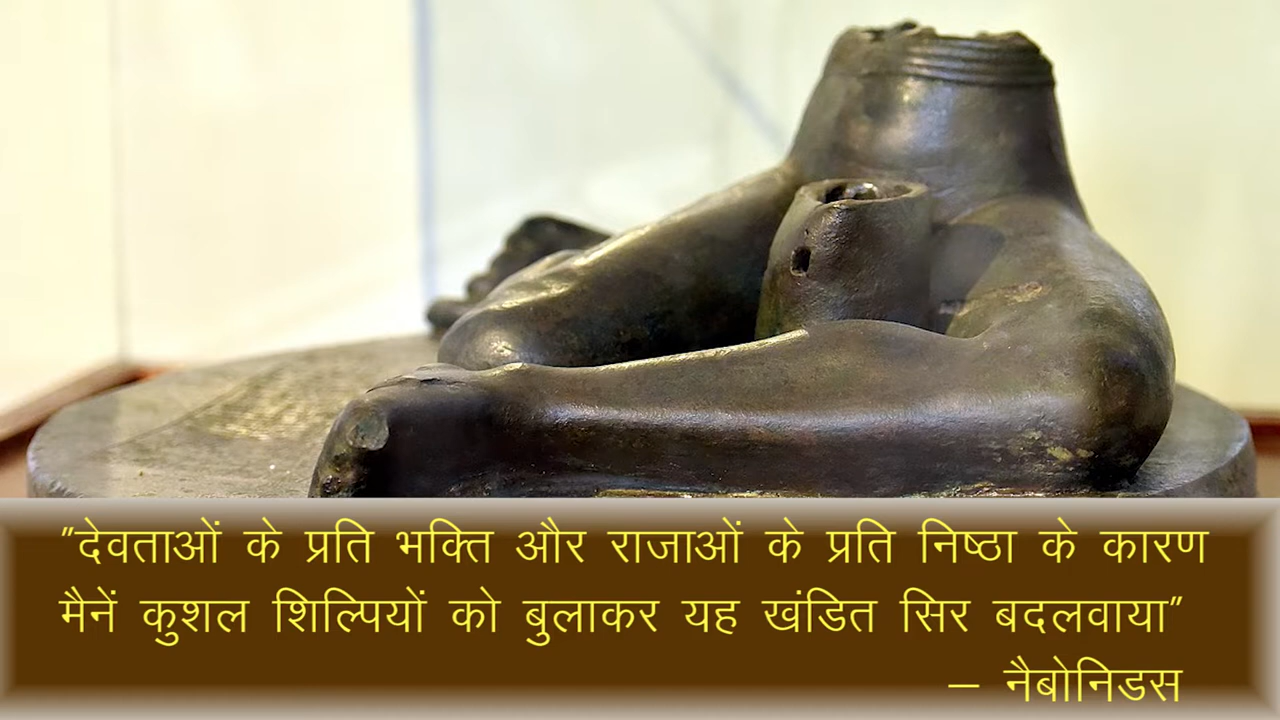 "देवताओं के प्रति भक्ति और राजाओं के प्रति निष्ठा के कारण
मैनें कुशल शिल्पियों को बुलाकर यह खंडित सिर बदलवाया"
– नैबोनिडस